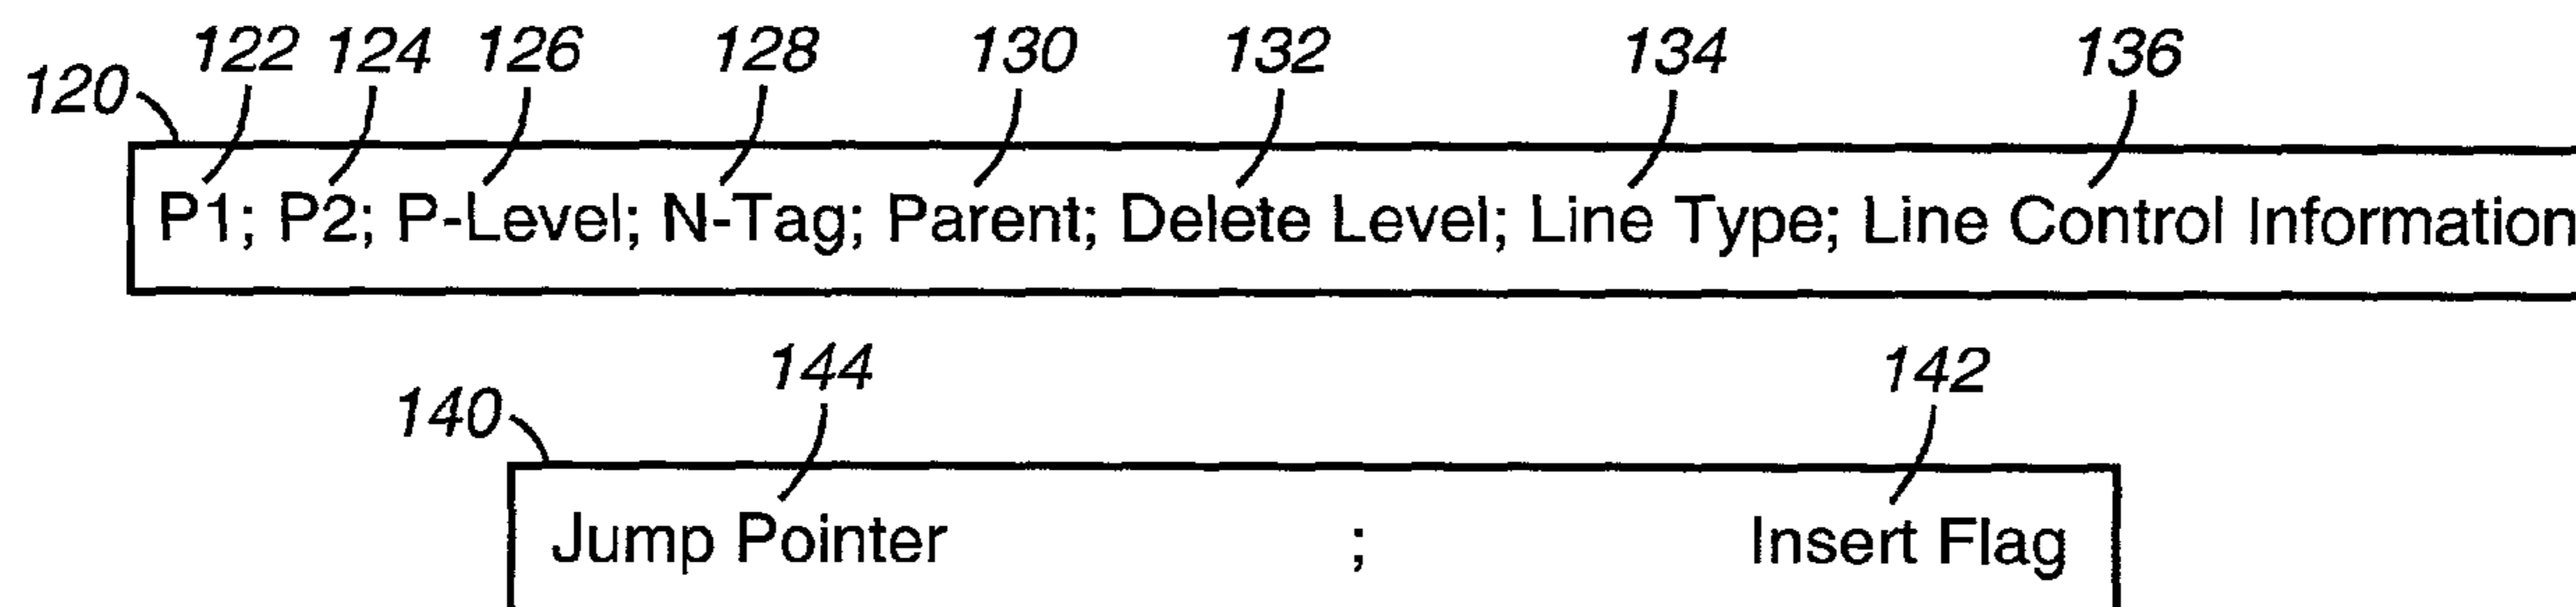 122 124 126 128 130 132 134 136
120
P1; P2; P-Level; N-Tag; Parent; Delete Level; Line Type; Line Control Information
144 142
140
Jump Pointer ; Insert Flag